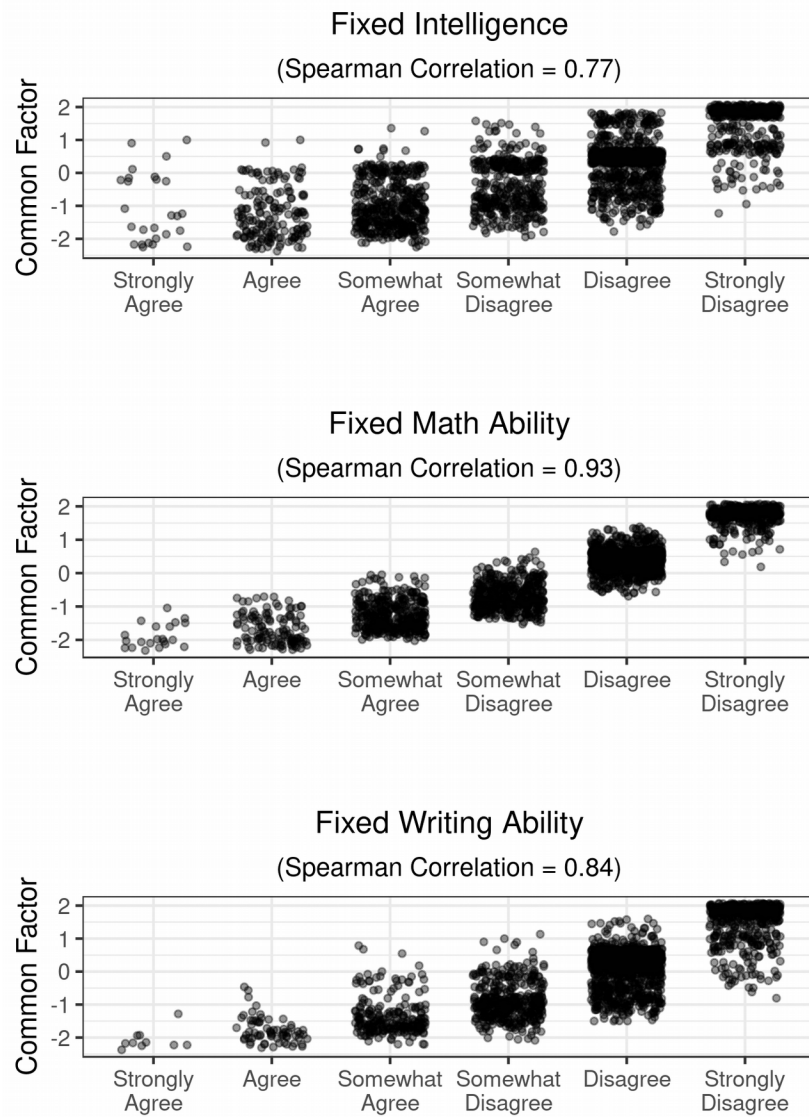 Fixed Intelligence
(Spearman Correlation = 0.77)
Common Factor
2
1
0
-1
-2
Strongly Agree Somewhat Somewhat Disagree Strongly
Agree Agree Disagree Disagree
Fixed Math Ability
(Spearman Correlation = 0.93)
Common Factor
2
1
0
-1
-2
Strongly Agree Somewhat Somewhat Disagree Strongly
Agree Agree Disagree Disagree
Fixed Writing Ability
(Spearman Correlation = 0.84)
Common Factor
2
1
0
-1
-2
Strongly Agree Somewhat Somewhat Disagree Strongly
Agree Agree Disagree Disagree